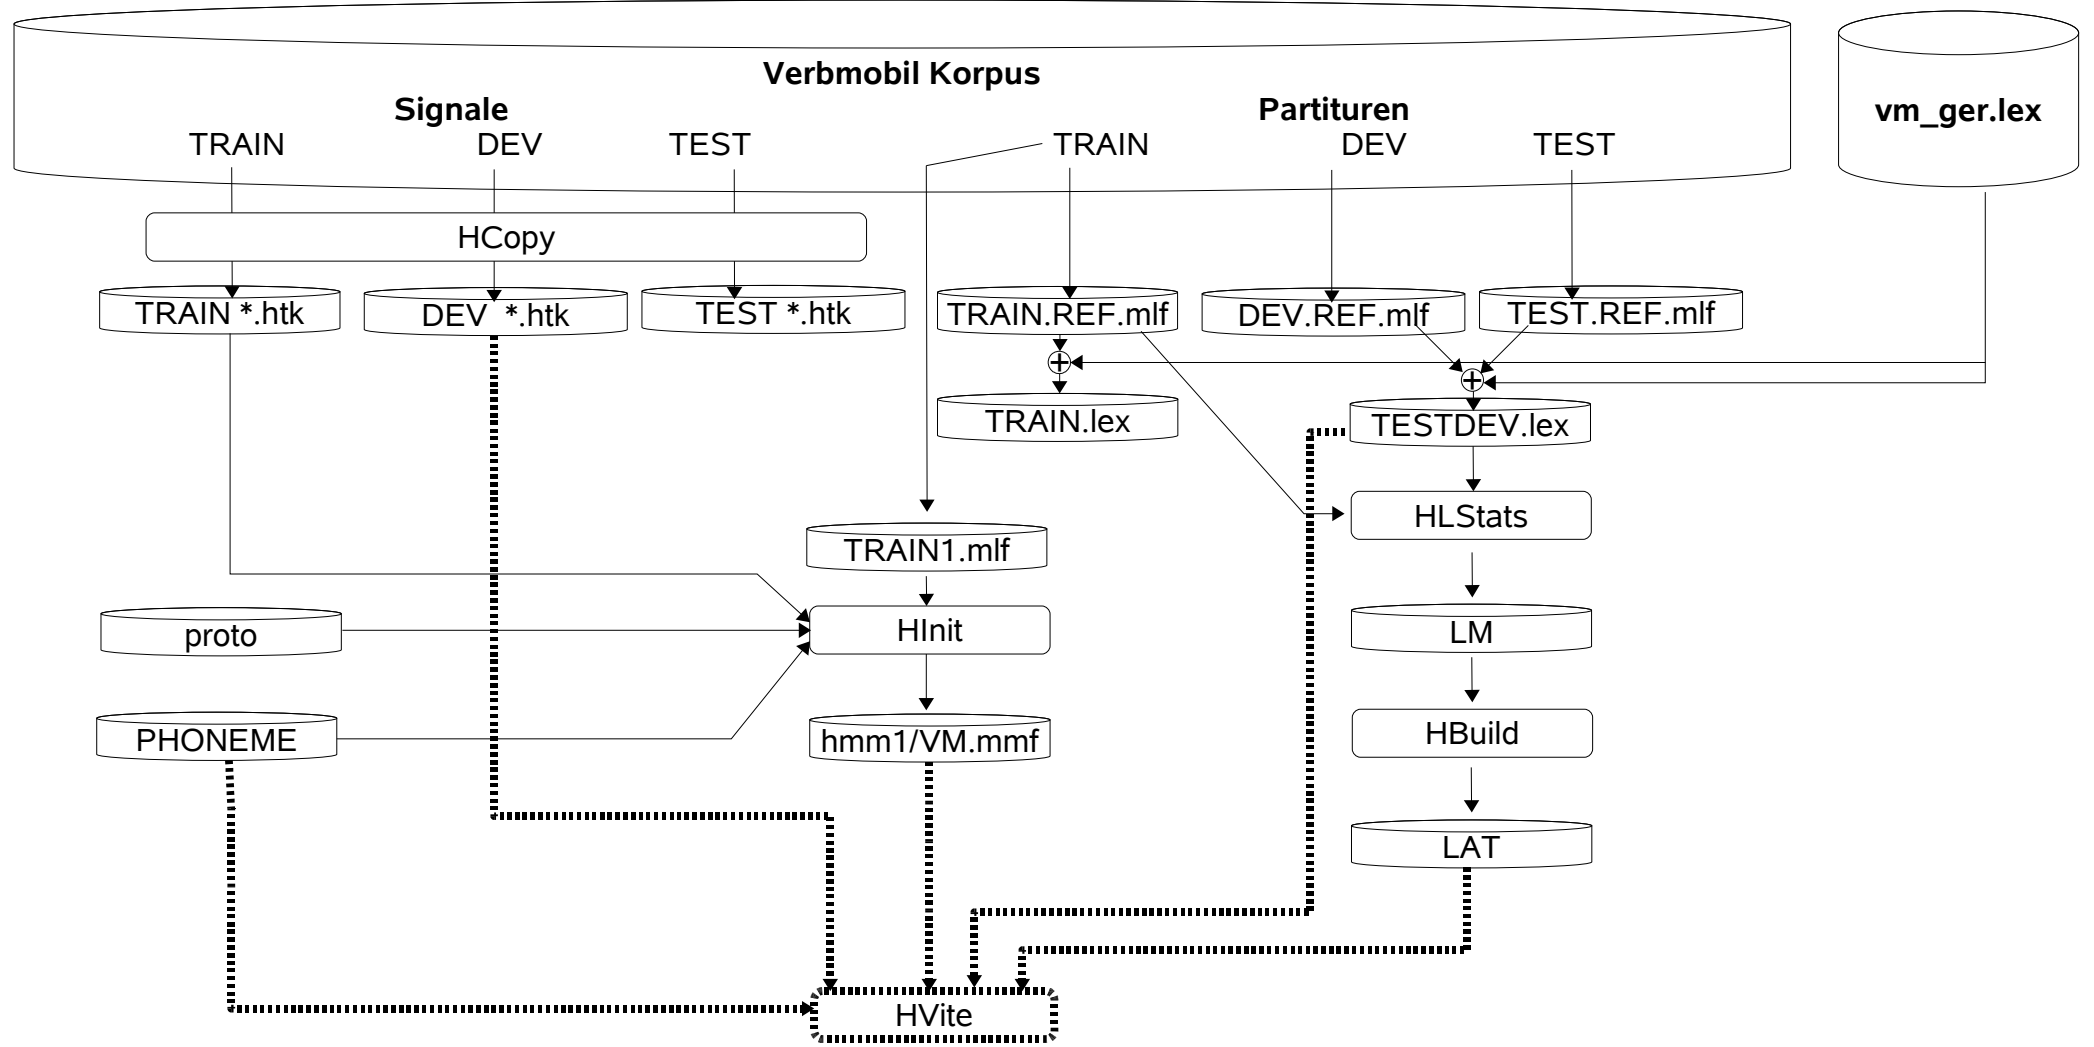 Verbmobil Korpus
Signale
Partituren
vm_ger.lex
TRAIN DEV TEST TRAIN DEV TEST
HCopy
TRAIN *.htk DEV *.htk TEST *.htk TRAIN.REF.mlf DEV.REF.mlf TEST.REF.mlf
+
+
TRAIN.lex TESTDEV.lex
HLStats
TRAIN1.mlf
proto HInit LM
PHONEME hmm1/VM.mmf HBuild
LAT
HVite